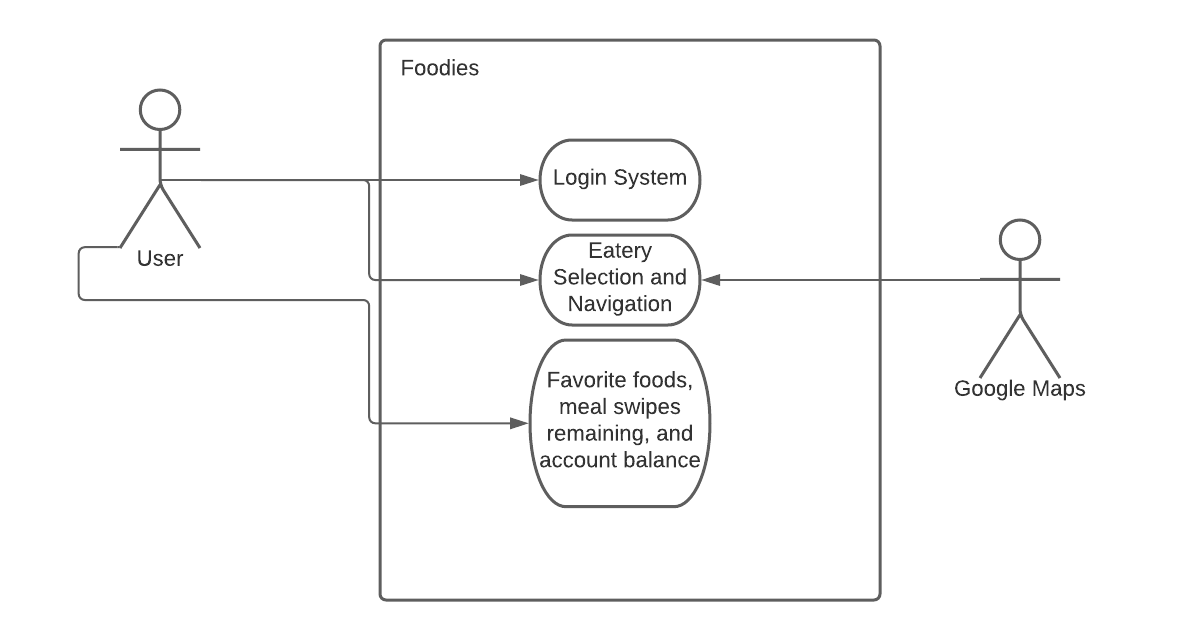 Foodies
Login System
User
Eatery
Selection and
Navigation
Favorite foods,
meal swipes
remaining, and
account balance
Google Maps